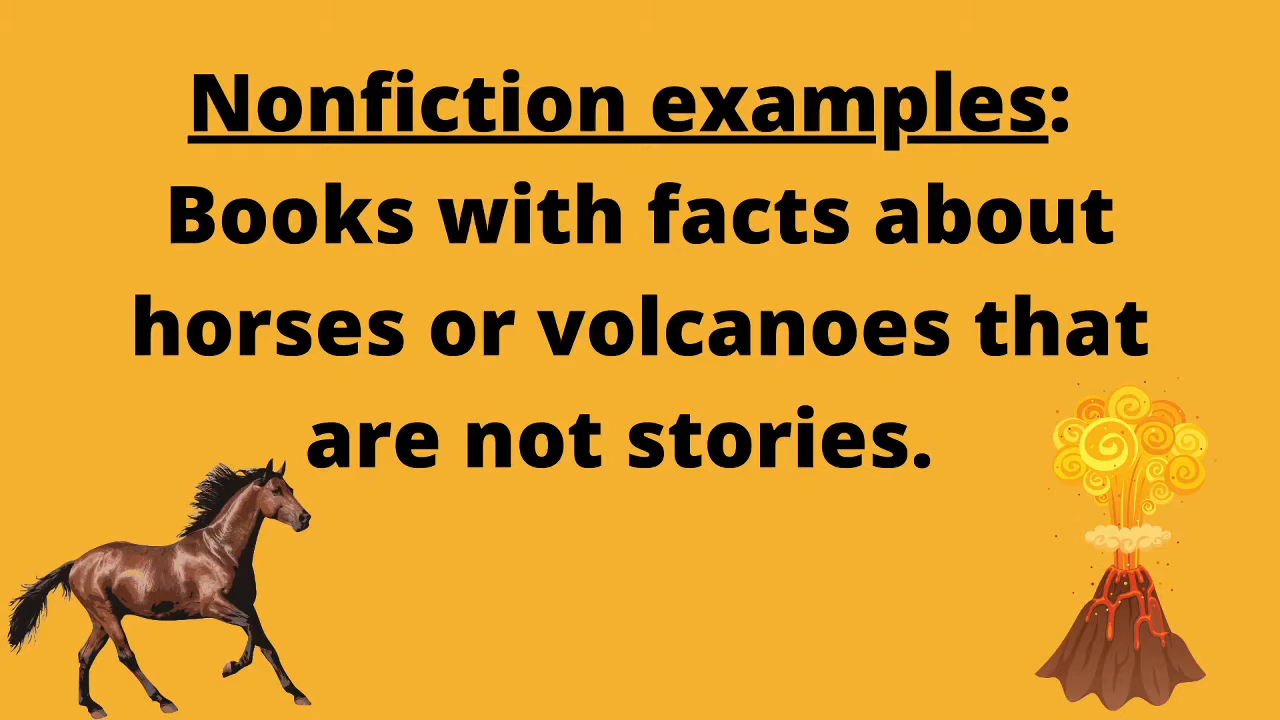 Nonfiction examples:
Books with facts about
horses or volcanoes that
are not stories.